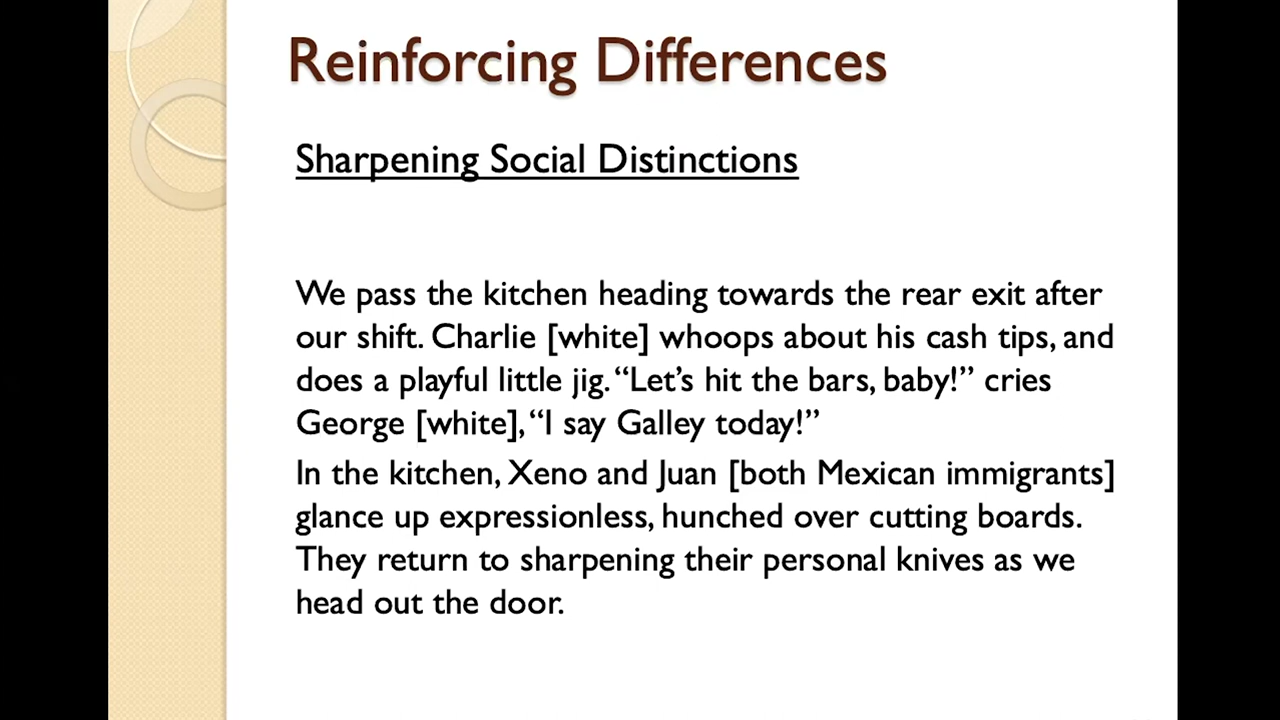 Reinforcing Differences
Sharpening Social Distinctions
We pass the kitchen heading towards the rear exit after
our shift. Charlie [white] whoops about his cash tips, and
does a playful little jig. “Let’s hit the bars, baby!” cries
George [white], “I say Galley today!”
In the kitchen, Xeno and Juan [both Mexican immigrants]
glance up expressionless, hunched over cutting boards.
They return to sharpening their personal knives as we
head out the door.